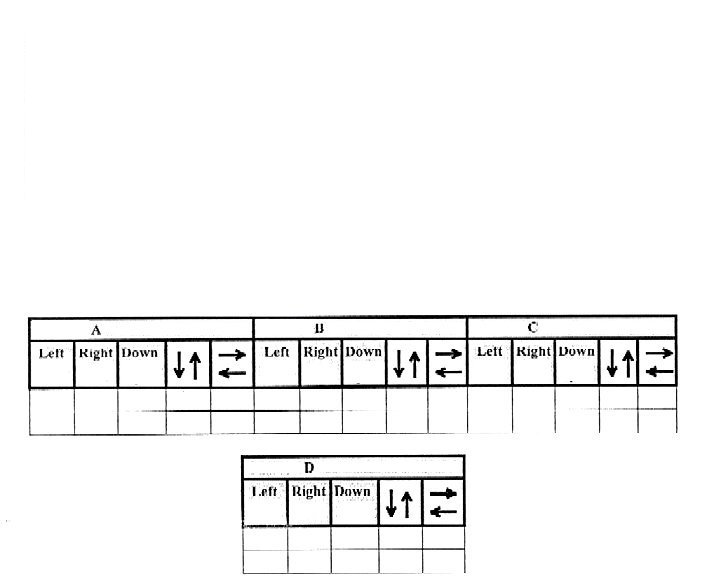 A B C
Left Right Down ↓↑ →← Left Right Down ↓↑ →← Left Right Down ↓↑ →←
D
Left Right Down ↓↑ →←